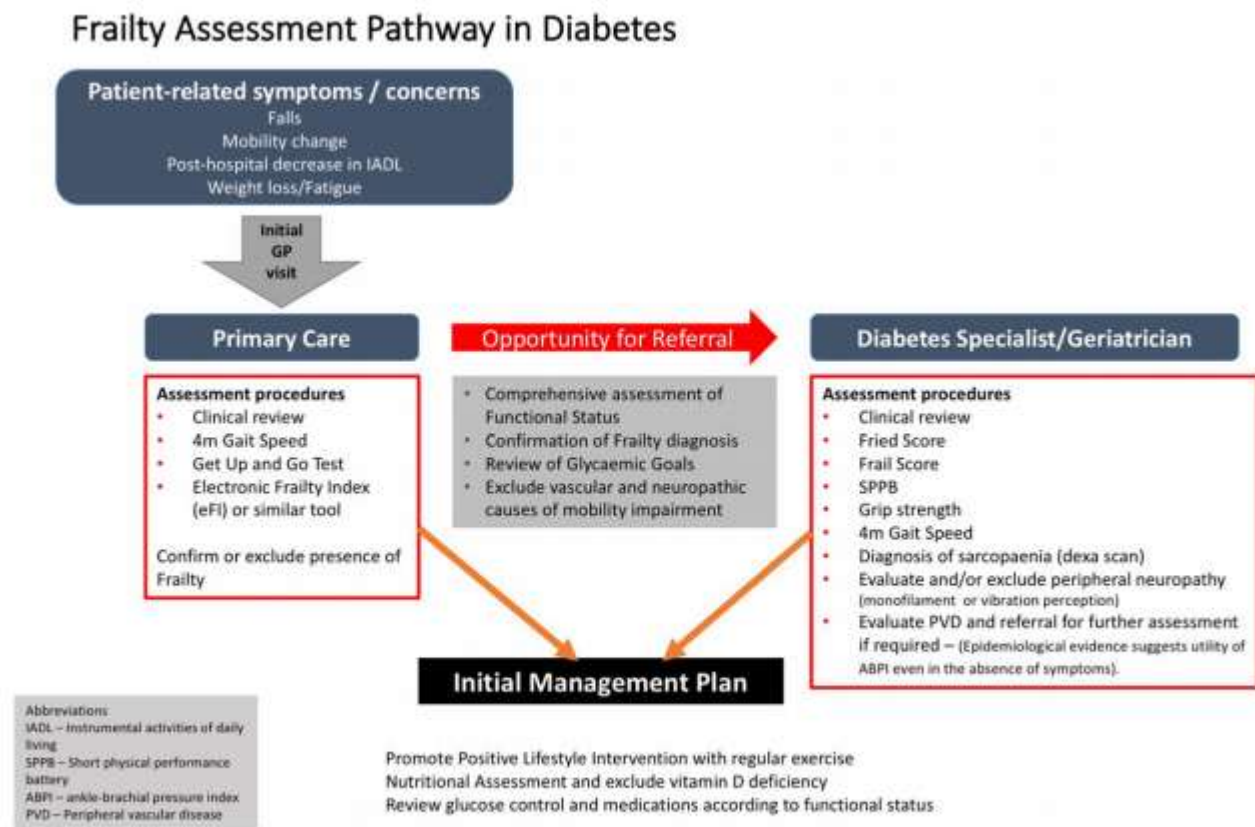 Frailty Assessment Pathway in Diabetes
Patient-related symptoms / concerns
Falls
Mobility change
Post-hospital decrease in IADL
Weight loss/Fatigue
Initial
GP
visit
Primary Care
Opportunity for Referral
Diabetes Specialist/Geriatrician
Assessment procedures
• Clinical review
• 4m Gait Speed
• Get Up and Go Test
• Electronic Frailty Index
(eFI) or similar tool
Confirm or exclude presence of
Frailty
• Comprehensive assessment of
Functional Status
• Confirmation of Frailty diagnosis
• Review of Glycaemic Goals
• Exclude vascular and neuropathic
causes of mobility impairment
Assessment procedures
• Clinical review
• Fried Score
• Frail Score
• SPPB
• Grip strength
• 4m Gait Speed
• Diagnosis of sarcopaenia (dexa scan)
• Evaluate and/or exclude peripheral neuropathy
(monofilament or vibration perception)
• Evaluate PVD and referral for further assessment
if required – (Epidemiological evidence suggests utility of
ABPI even in the absence of symptoms).
Initial Management Plan
Abbreviations
IADL – Instrumental activities of daily
living
SPPB – Short physical performance
battery
ABPI – ankle-brachial pressure index
PVD – Peripheral vascular disease
Promote Positive Lifestyle Intervention with regular exercise
Nutritional Assessment and exclude vitamin D deficiency
Review glucose control and medications according to functional status